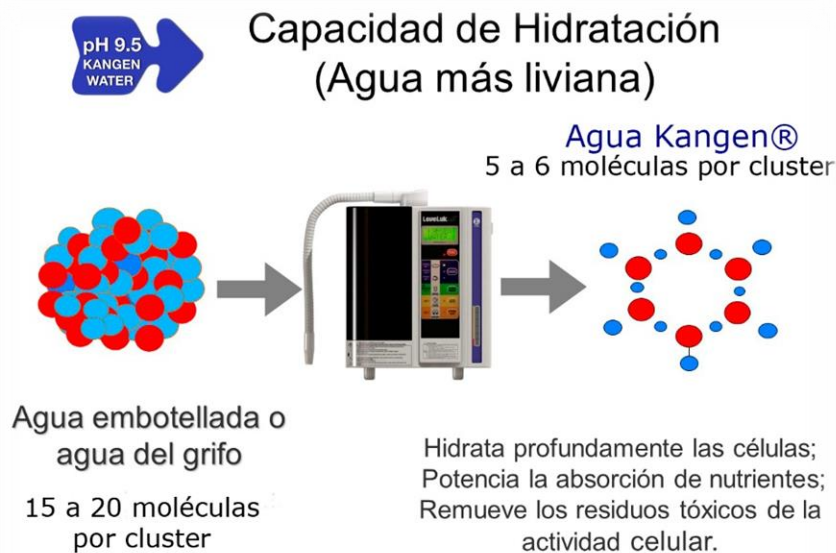 pH 9.5
KANGEN
WATER
Capacidad de Hidratación
(Agua más liviana)
Agua Kangen®
5 a 6 moléculas por cluster
LeveLuk
Agua embotellada o
agua del grifo
15 a 20 moléculas
por cluster
Hidrata profundamente las células;
Potencia la absorción de nutrientes;
Remueve los residuos tóxicos de la
actividad celular.